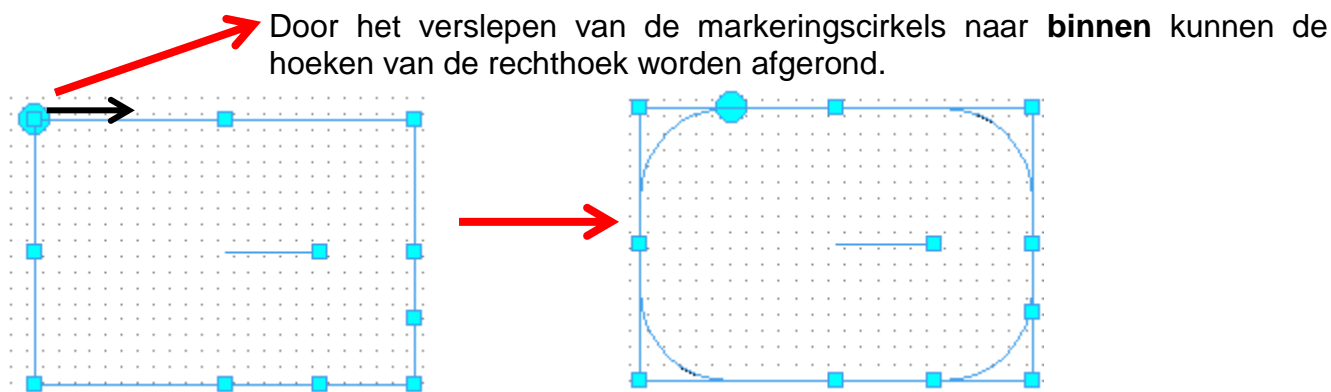 Door het verslepen van de markeringscirkels naar binnen kunnen de
hoeken van de rechthoek worden afgerond.